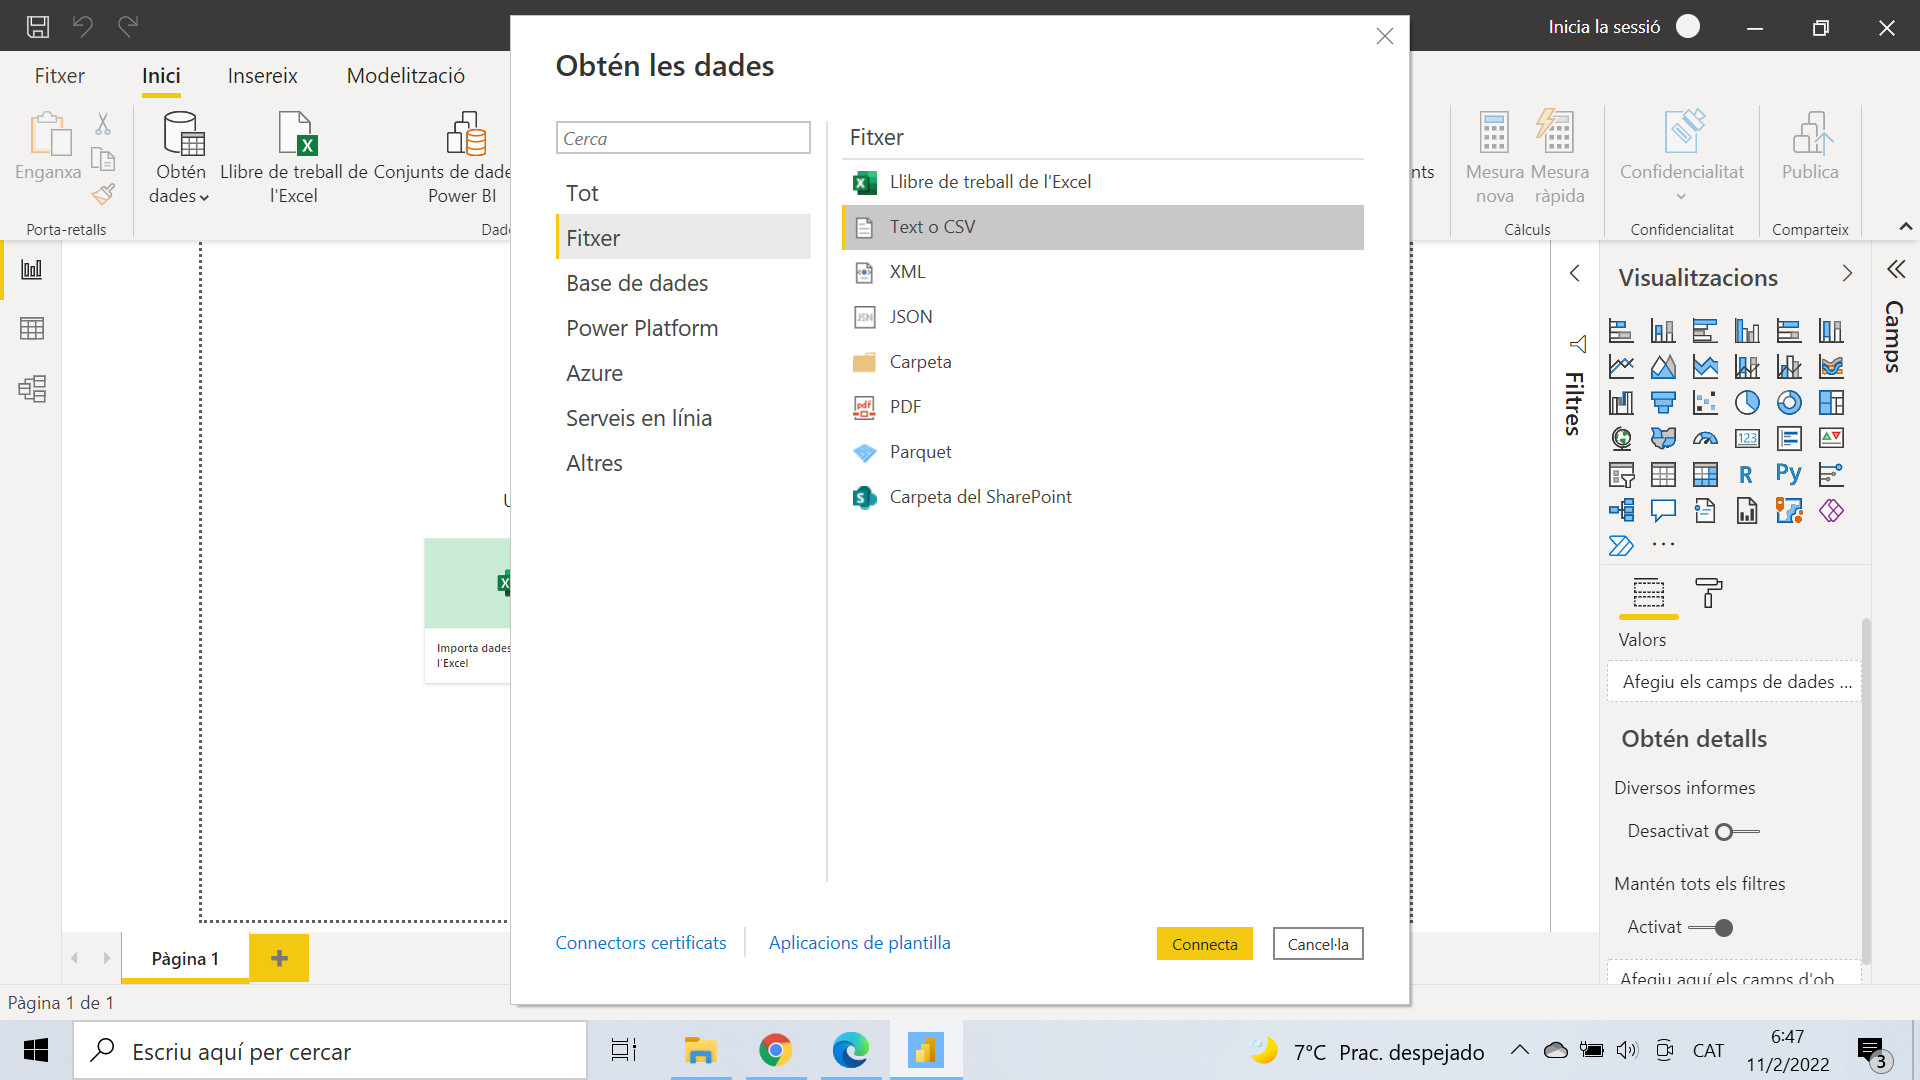 Inicia la sessió
Fitxer
Inici
Insereix
Modelització
Enganxa
Porta-retalls
Obtén
dades
Llibre de treball de
l'Excel
Conjunts de dade
Power BI
Dade
nts
Mesura
nova
Mesura
ràpida
Càlculs
Confidencialitat
Confidencialitat
Publica
Comparteix
Obtén les dades
Cerca
Tot
Fitxer
Base de dades
Power Platform
Azure
Serveis en línia
Altres
Fitxer
Llibre de treball de l'Excel
Text o CSV
XML
JSON
Carpeta
PDF
Parquet
Carpeta del SharePoint
Connectors certificats
Aplicacions de plantilla
Connecta
Cancel·la
Importa dades
l'Excel
Filtres
Visualitzacions
Camps
123
R
Py
Valors
Afegiu els camps de dades ...
Obtén detalls
Diversos informes
Desactivat
Mantén tots els filtres
Activat
Afegiu aquí els camps d'ob
Pàgina 1
Pàgina 1 de 1
Escriu aquí per cercar
7°C Prac. despejado
CAT
6:47
11/2/2022
3